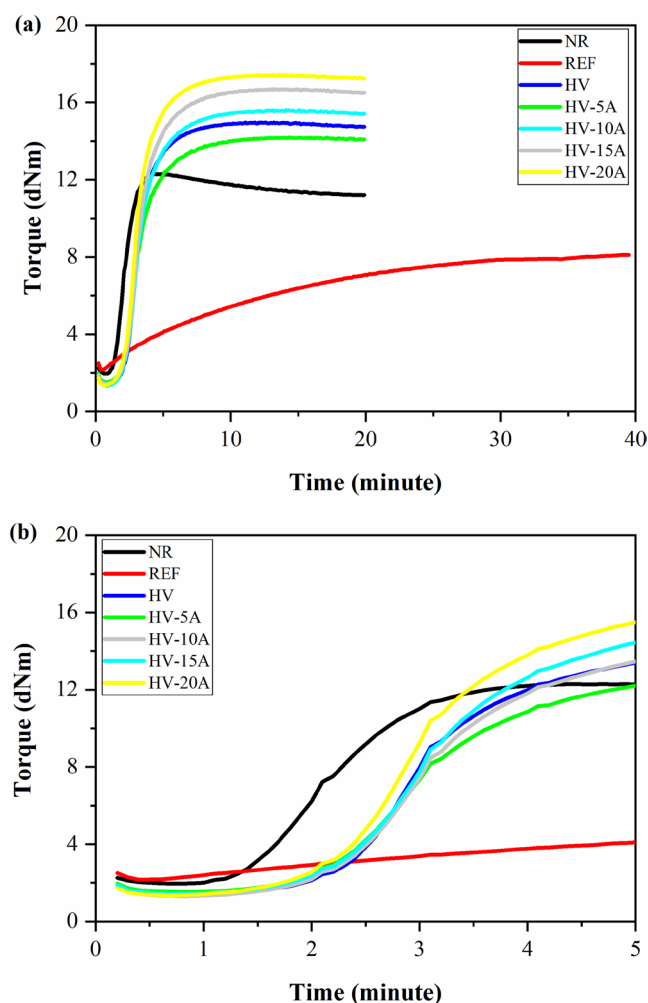 (a)
20
16
12
8
4
0
Torque (dNm)
NR
REF
HV
HV-5A
HV-10A
HV-15A
HV-20A
0
10
20
30
40
Time (minute)
(b)
20
16
12
8
4
0
Torque (dNm)
NR
REF
HV
HV-5A
HV-10A
HV-15A
HV-20A
0
1
2
3
4
5
Time (minute)